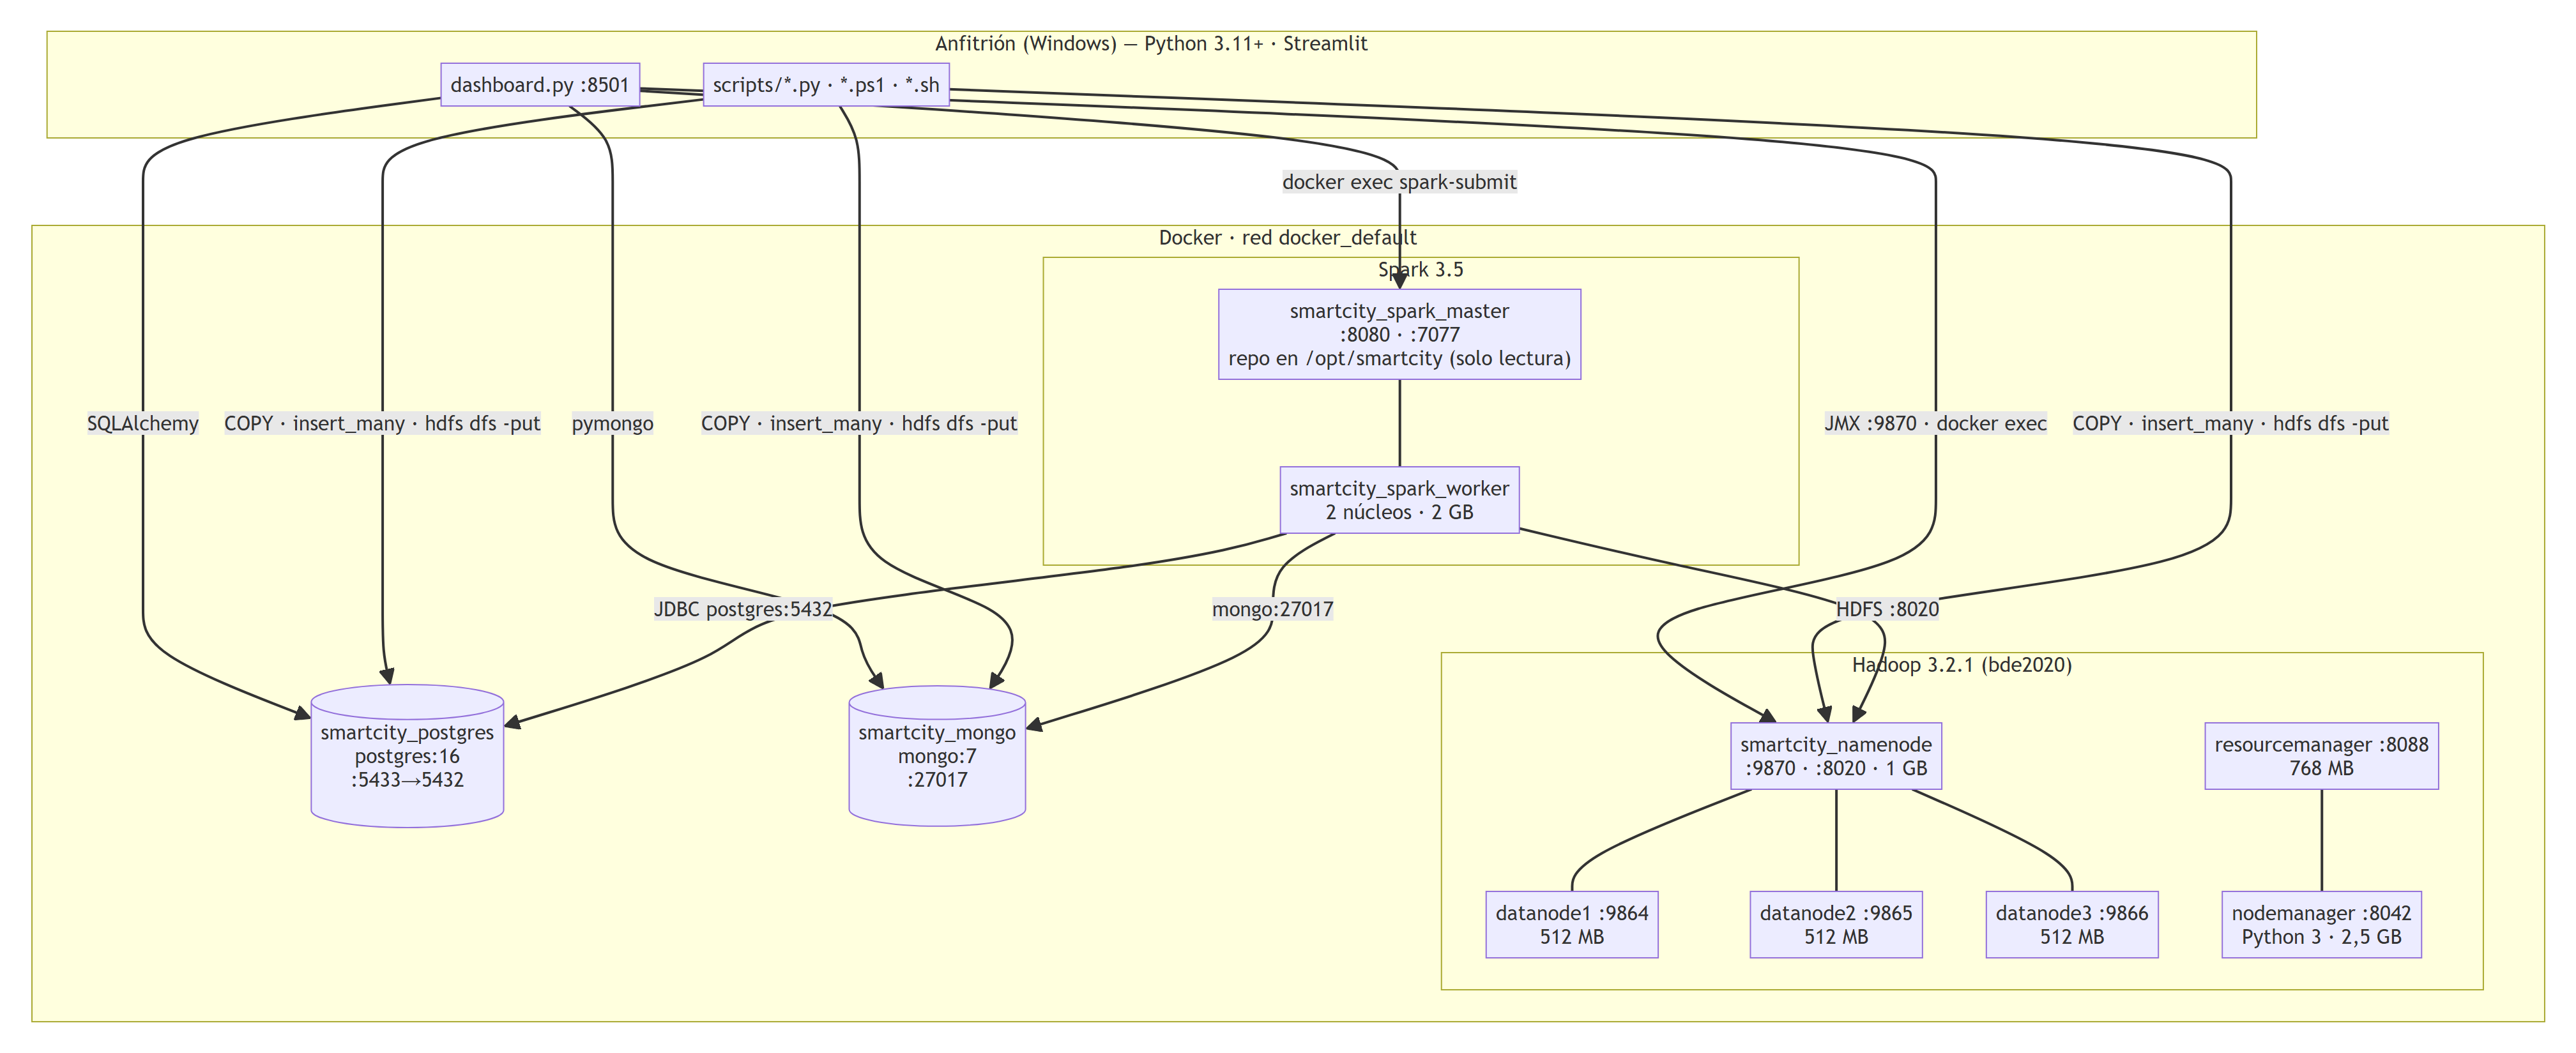 Anfitrión (Windows) — Python 3.11+ · Streamlit
dashboard.py :8501
scripts/*.py · *.ps1 · *.sh
docker exec spark-submit
Docker · red docker_default
Spark 3.5
smartcity_spark_master
:8080 · :7077
repo en /opt/smartcity (solo lectura)
SQLAlchemy
COPY · insert_many · hdfs dfs -put
pymongo
COPY · insert_many · hdfs dfs -put
JMX :9870 · docker exec
COPY · insert_many · hdfs dfs -put
smartcity_spark_worker
2 núcleos · 2 GB
JDBC postgres:5432
mongo:27017
HDFS :8020
Hadoop 3.2.1 (bde2020)
smartcity_postgres
postgres:16
:5433→5432
smartcity_mongo
mongo:7
:27017
smartcity_namenode
:9870 · :8020 · 1 GB
resourcemanager :8088
768 MB
datanode1 :9864
512 MB
datanode2 :9865
512 MB
datanode3 :9866
512 MB
nodemanager :8042
Python 3 · 2,5 GB